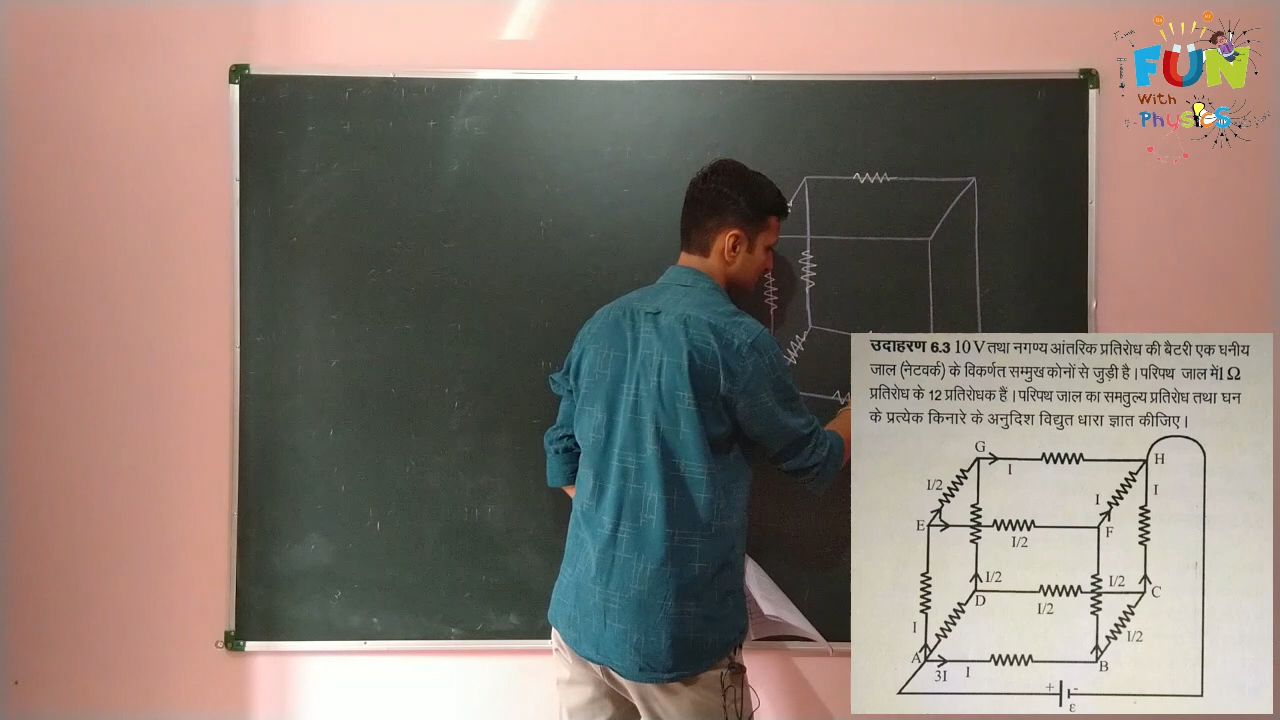 FUN
With
Physics
उदाहरण 6.3 10 V तथा नगण्य आंतरिक प्रतिरोध की बैटरी एक घनीय
जाल (नेटवर्क) के विकर्णत सम्मुख कोनों से जुड़ी है। परिपथ जाल में1 Ω
प्रतिरोध के 12 प्रतिरोधक हैं। परिपथ जाल का समतुल्य प्रतिरोध तथा घन
के प्रत्येक किनारे के अनुदिश विद्युत धारा ज्ञात कीजिए।
G
H
I
I/2
I
I
E
F
I/2
I/2
I/2
D
C
I/2
I/2
I
A
B
3I
I
+
-
ε